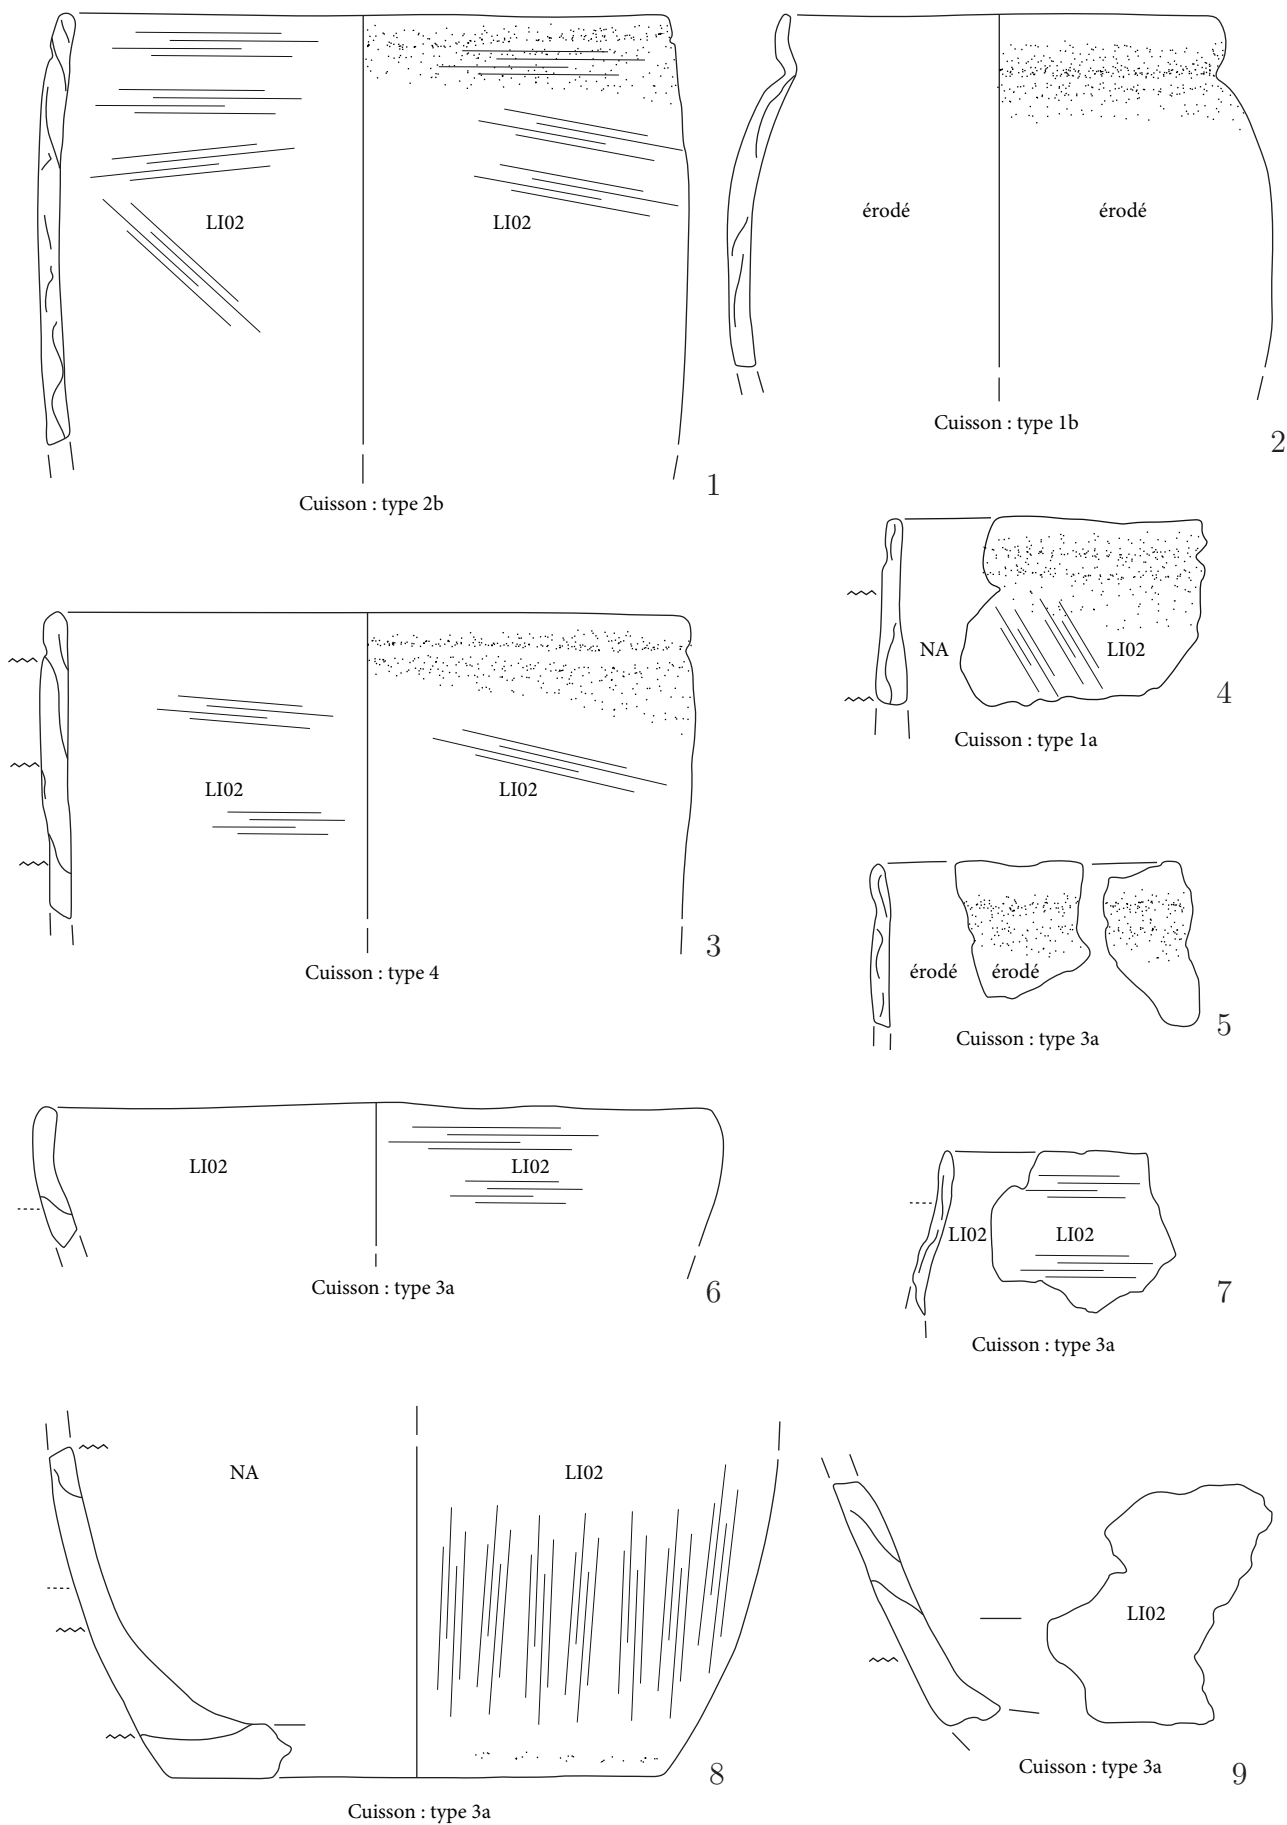 LI02
LI02
Cuisson : type 2b
1
érodé
érodé
Cuisson : type 1b
2
LI02
LI02
Cuisson : type 4
3
NA
LI02
Cuisson : type 1a
4
érodé
érodé
Cuisson : type 3a
5
LI02
LI02
Cuisson : type 3a
6
LI02
LI02
Cuisson : type 3a
7
NA
LI02
Cuisson : type 3a
8
LI02
Cuisson : type 3a
9